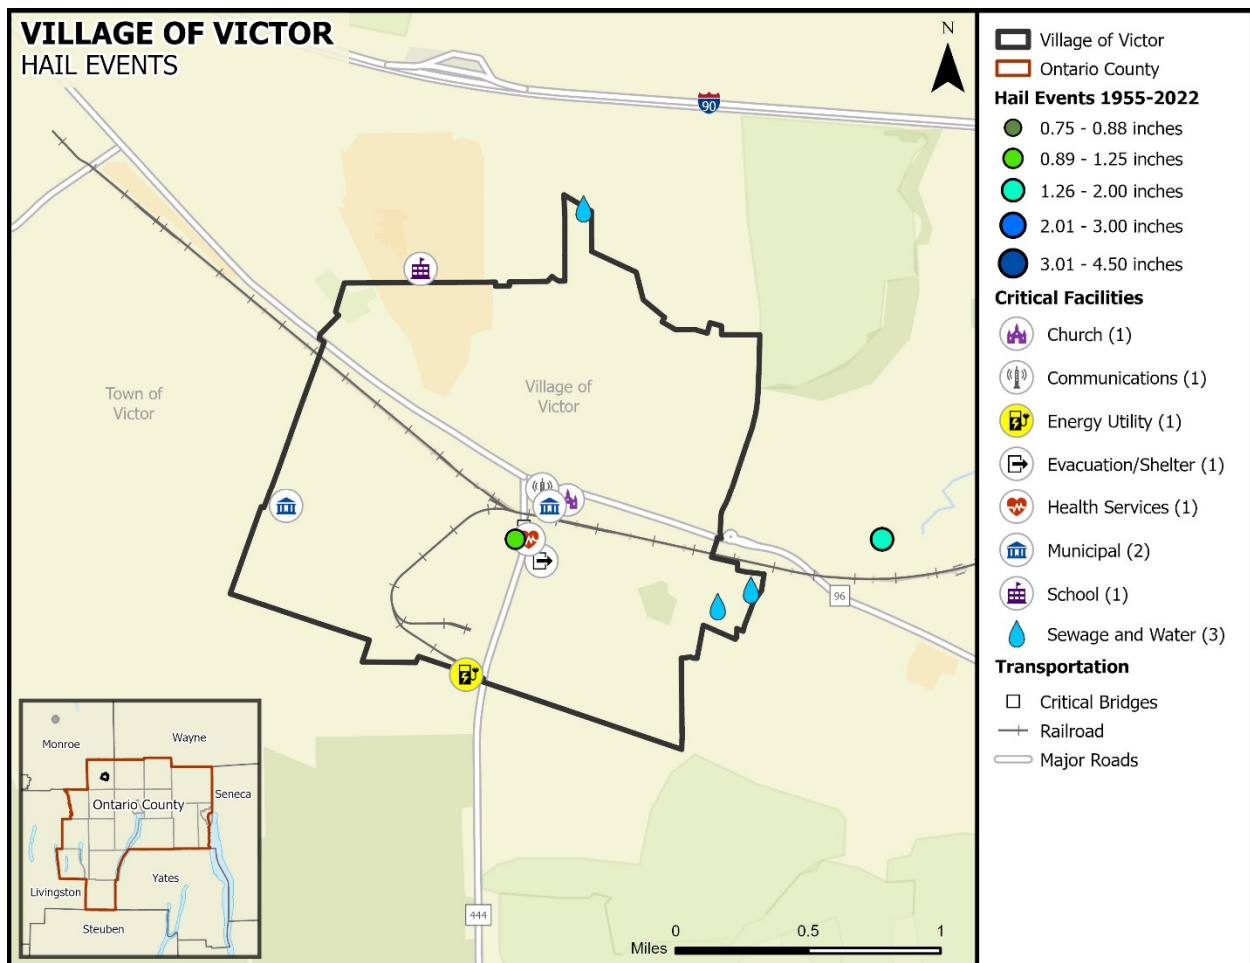 VILLAGE OF VICTOR
HAIL EVENTS
N
90
Town of
Victor
Village of
Victor
96
444
Monroe
Wayne
Ontario County
Seneca
Livingston
Yates
Steuben
0 0.5 1
Miles
Village of Victor
Ontario County
Hail Events 1955-2022
0.75 - 0.88 inches
0.89 - 1.25 inches
1.26 - 2.00 inches
2.01 - 3.00 inches
3.01 - 4.50 inches
Critical Facilities
Church (1)
Communications (1)
Energy Utility (1)
Evacuation/Shelter (1)
Health Services (1)
Municipal (2)
School (1)
Sewage and Water (3)
Transportation
Critical Bridges
Railroad
Major Roads